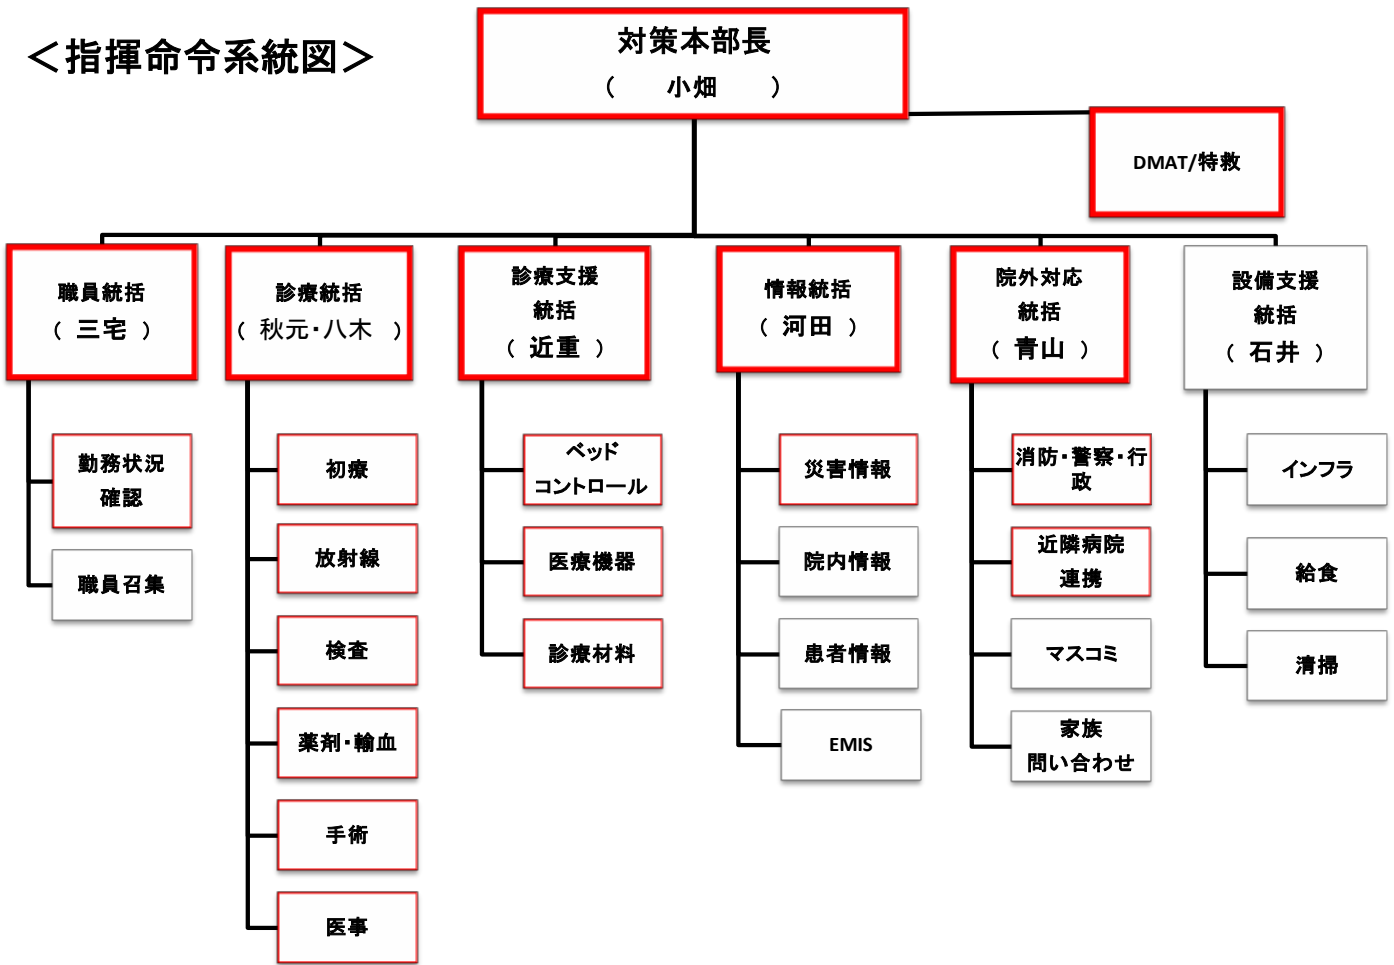 ＜指揮命令系統図＞
対策本部長
（ 小畑 ）
DMAT/特救
職員統括
（ 三宅 ）
勤務状況
確認
職員召集
診療統括
（ 秋元・八木 ）
初療
放射線
検査
薬剤・輸血
手術
医事
診療支援
統括
（ 近重 ）
ベッド
コントロール
医療機器
診療材料
情報統括
（ 河田 ）
災害情報
院内情報
患者情報
EMIS
院外対応
統括
（ 青山 ）
消防・警察・行
政
近隣病院
連携
マスコミ
家族
問い合わせ
設備支援
統括
（ 石井 ）
インフラ
給食
清掃